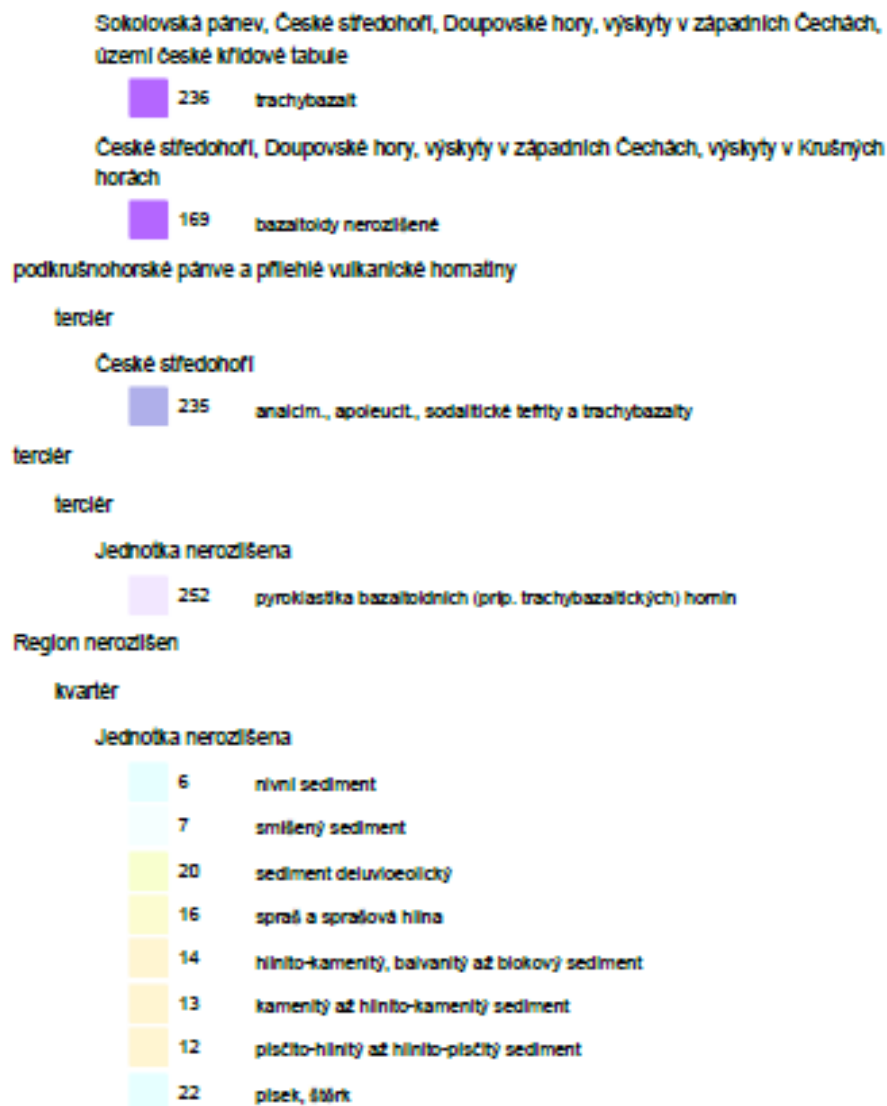 Sokolovská pánev, České středohoří, Doupovské hory, výskyty v západních Čechách,
území české křídové tabule
236 trachybazalt
České středohoří, Doupovské hory, výskyty v západních Čechách, výskyty v Krušných
horách
169 bazaltoidy nerozlišené
podkrušnohorské pánve a přilehlé vulkanické hornatiny
terciér
České středohoří
235 analcim., apoleucit., sodalitické tefrity a trachybazalty
terciér
terciér
Jednotka nerozlišena
252 pyroklastika bazaltoidních (príp. trachybazaltických) hornin
Region nerozlišen
kvartér
Jednotka nerozlišena
6 nivní sediment
7 smíšený sediment
20 sediment deluvioeolický
16 spraš a sprašová hlína
14 hlinito-kamenitý, balvanitý až blokový sediment
13 kamenitý až hlinito-kamenitý sediment
12 písčito-hlinitý až hlinito-písčitý sediment
22 písek, štěrk